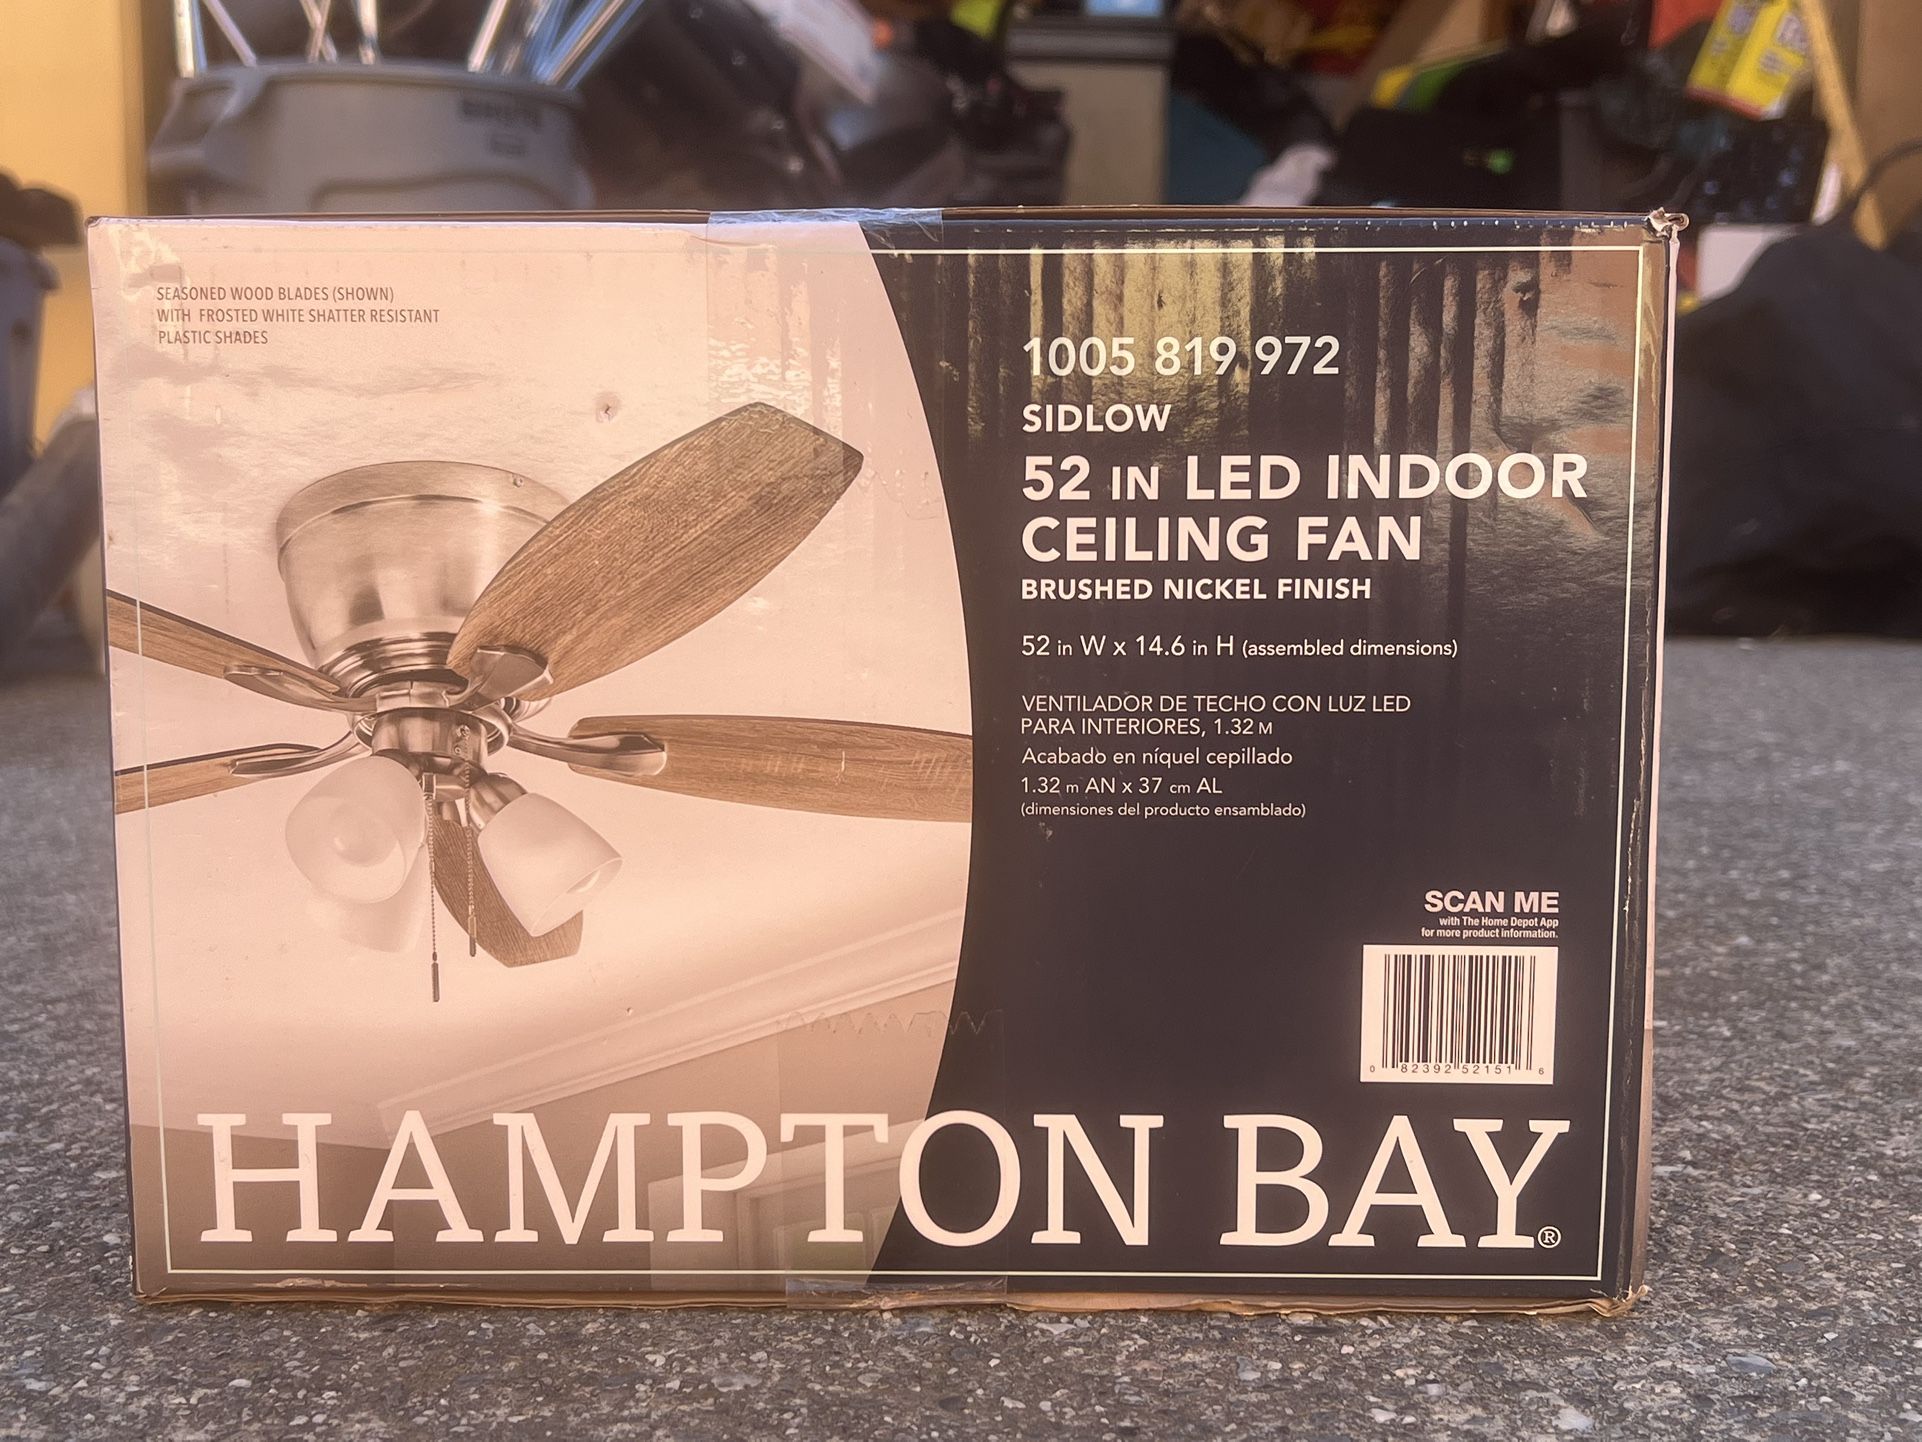 SEASONED WOOD BLADES (SHOWN)
WITH FROSTED WHITE SHATTER RESISTANT
PLASTIC SHADES
1005 819 972
SIDLOW
52 IN LED INDOOR
CEILING FAN
BRUSHED NICKEL FINISH
52 in W x 14.6 in H (assembled dimensions)
VENTILADOR DE TECHO CON LUZ LED
PARA INTERIORES, 1.32 M
Acabado en níquel cepillado
1.32 m AN x 37 cm AL
(dimensiones del producto ensamblado)
SCAN ME
with The Home Depot App
for more product information.
0 82392 52151 6
HAMPTON BAY®